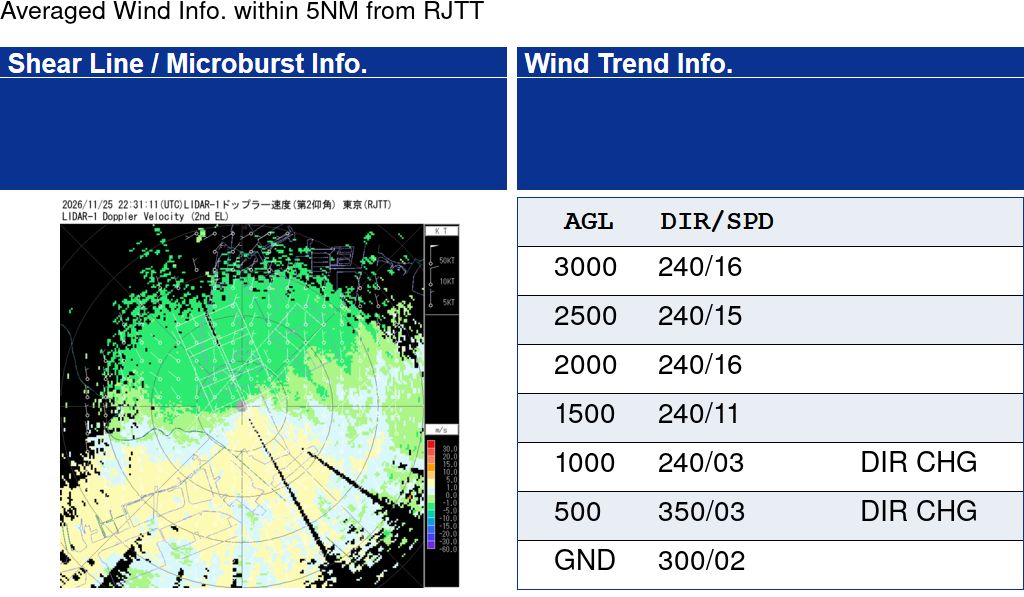 Averaged Wind Info. within 5NM from RJTT
Shear Line / Microburst Info.
Wind Trend Info.
2026/11/25 22:31:11(UTC)LIDAR-1ドップラー速度(第2仰角) 東京(RJTT)
LIDAR-1 Doppler Velocity (2nd EL)
KT
50KT
10KT
5KT
m/s
30.0
20.0
15.0
10.0
5.0
1.0
0.0
-1.0
-5.0
-10.0
-15.0
-20.0
-30.0
-60.0
AGL DIR/SPD
3000 240/16
2500 240/15
2000 240/16
1500 240/11
1000 240/03 DIR CHG
500 350/03 DIR CHG
GND 300/02